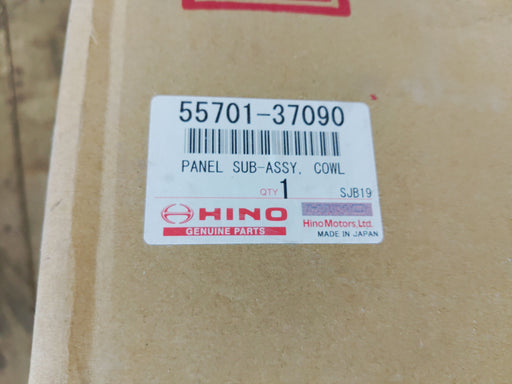 55701-37090
PANEL SUB-ASSY, COWL
QTY 1 SJB19
HINO
GENUINE PARTS
Hino Motors, Ltd.
MADE IN JAPAN